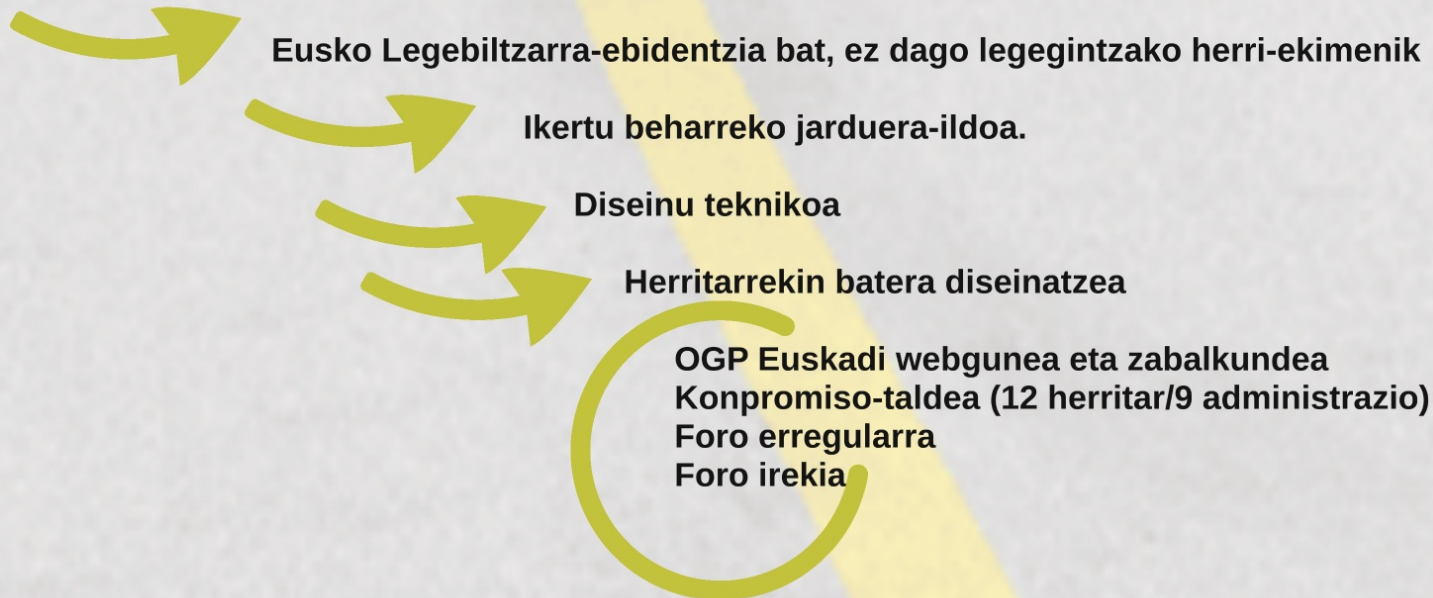 Eusko Legebiltzarra-ebidentzia bat, ez dago legegintzako herri-ekimenik
Ikertu beharreko jarduera-ildoa.
Diseinu teknikoa
Herritarrekin batera diseinatzea
OGP Euskadi webgunea eta zabalkundea
Konpromiso-taldea (12 herritar/9 administrazio)
Foro erregularra
Foro irekia